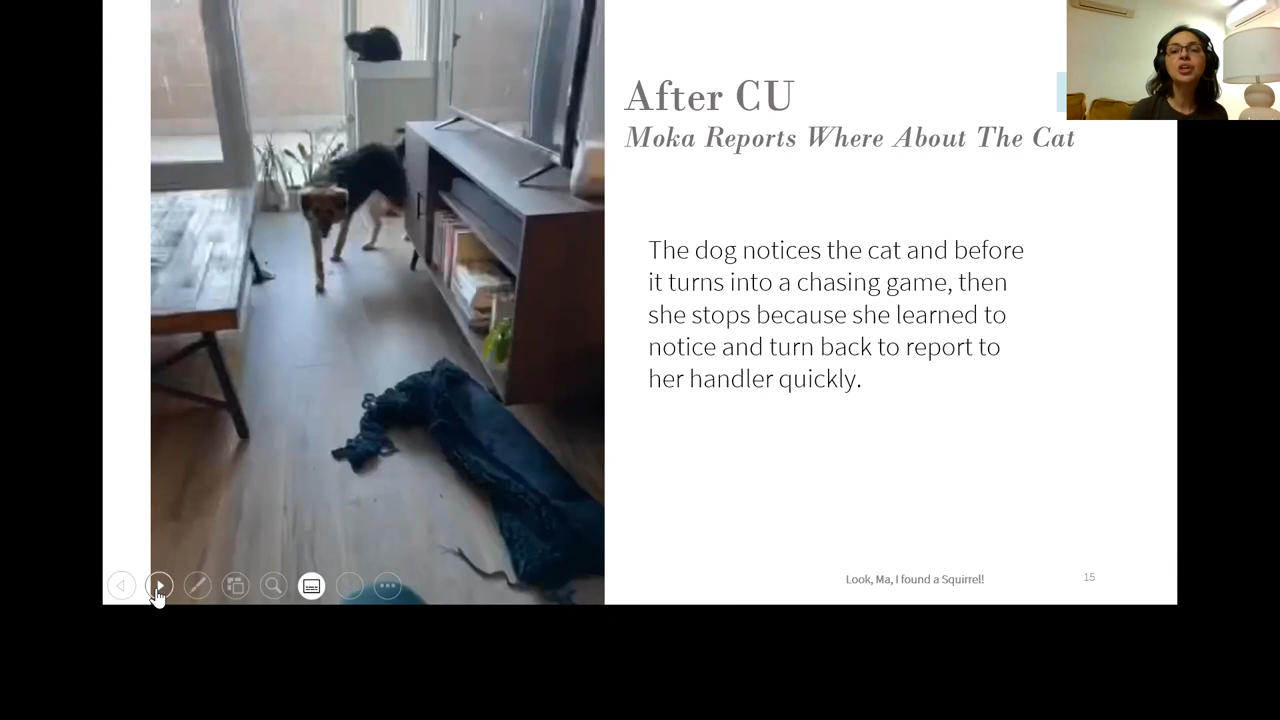 After CU
Moka Reports Where About The Cat
The dog notices the cat and before
it turns into a chasing game, then
she stops because she learned to
notice and turn back to report to
her handler quickly.
Look, Ma, I found a Squirrel!
15